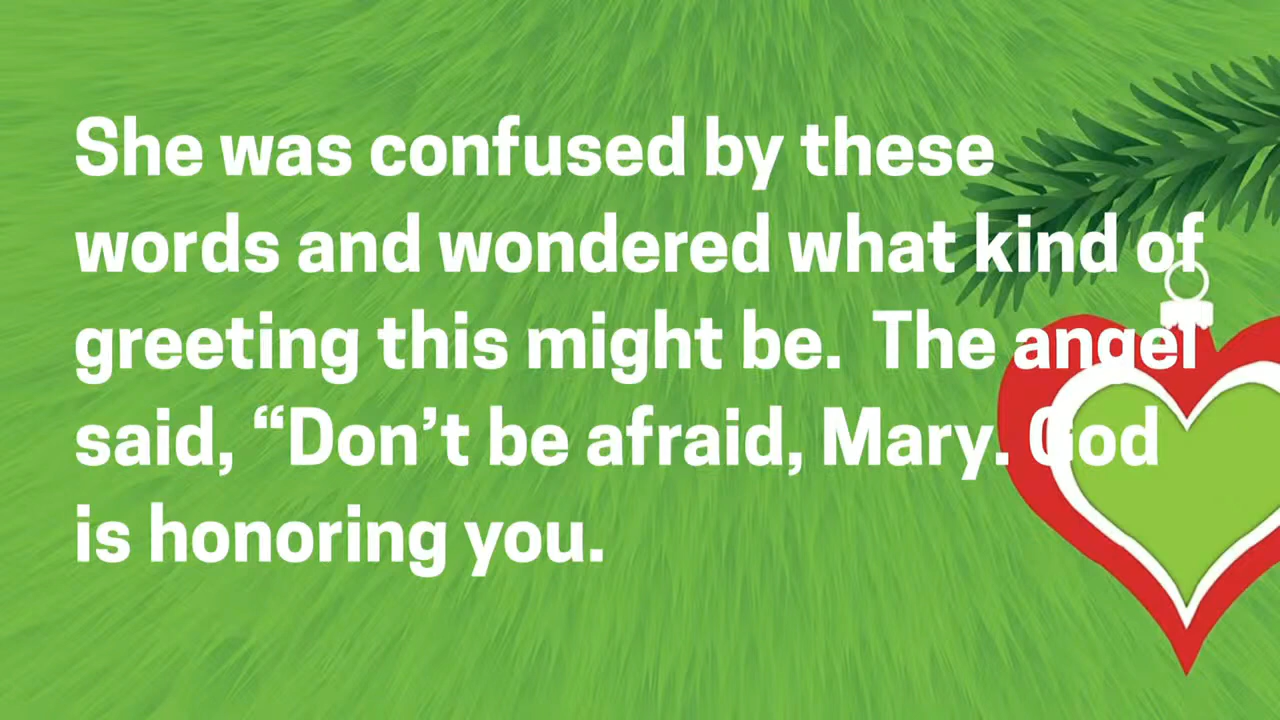 She was confused by these
words and wondered what kind of
greeting this might be.  The angel
said, “Don’t be afraid, Mary. God
is honoring you.